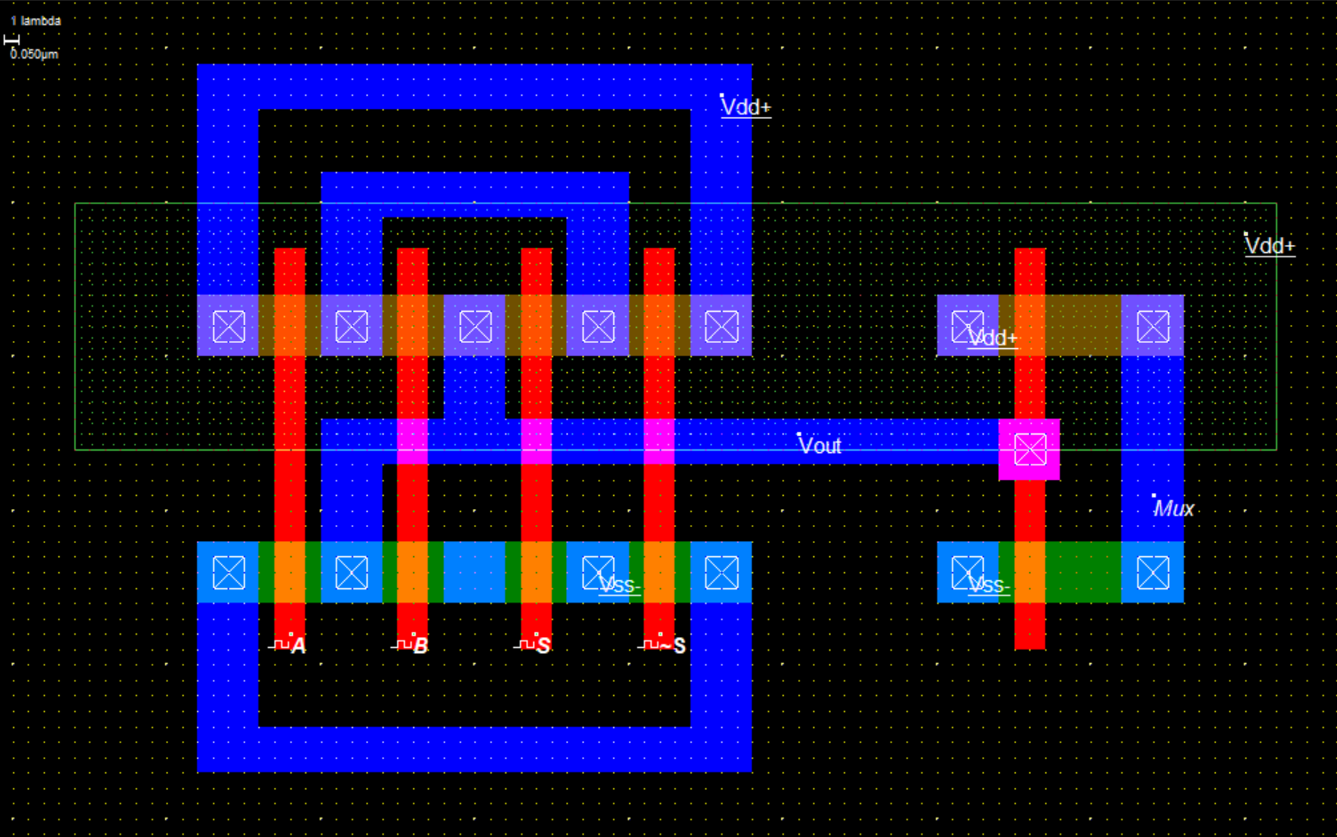 1 lambda
0.050µm
Vdd+
Vdd+
Vdd+
Vout
Mux
Vss-
Vss-
A
B
S
~S